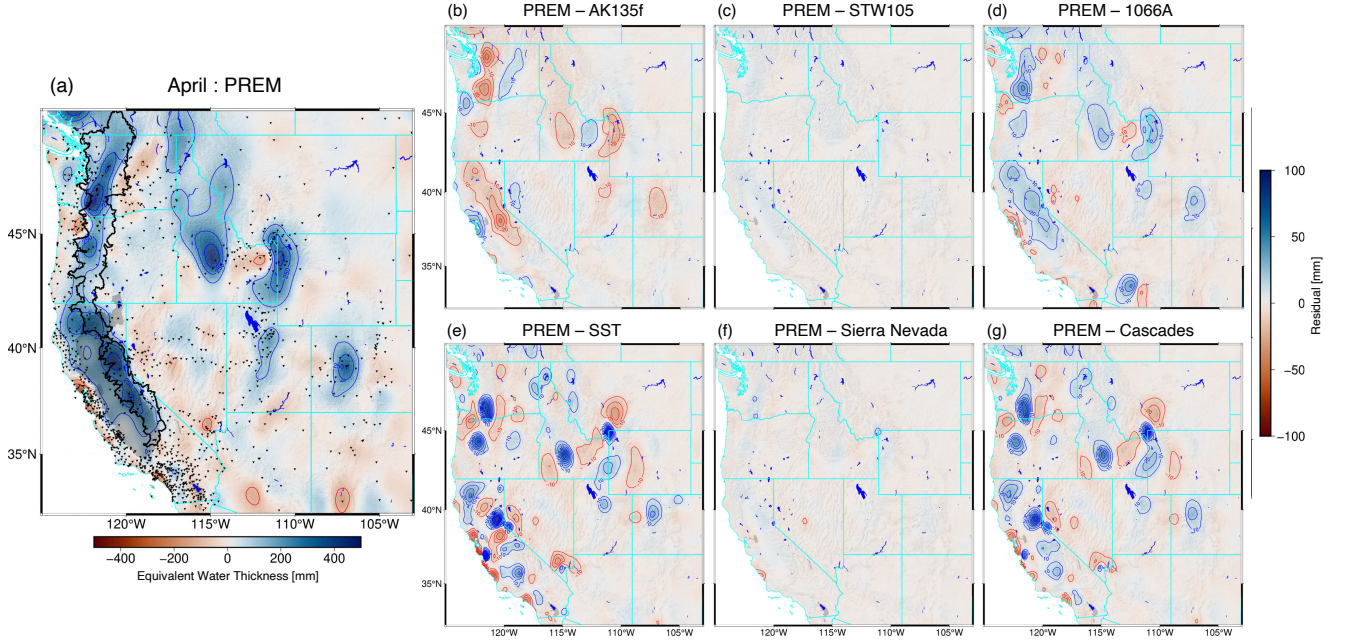 (a)
April : PREM
45°N
40°N
35°N
120°W
115°W
110°W
105°W
−400
−200
0
200
400
Equivalent Water Thickness [mm]
(b)
PREM – AK135f
(c)
PREM – STW105
(d)
PREM – 1066A
45°N
40°N
35°N
(e)
PREM – SST
(f)
PREM – Sierra Nevada
(g)
PREM – Cascades
45°N
40°N
35°N
120°W
115°W
110°W
105°W
120°W
115°W
110°W
105°W
120°W
115°W
110°W
105°W
100
50
0
−50
−100
Residual [mm]